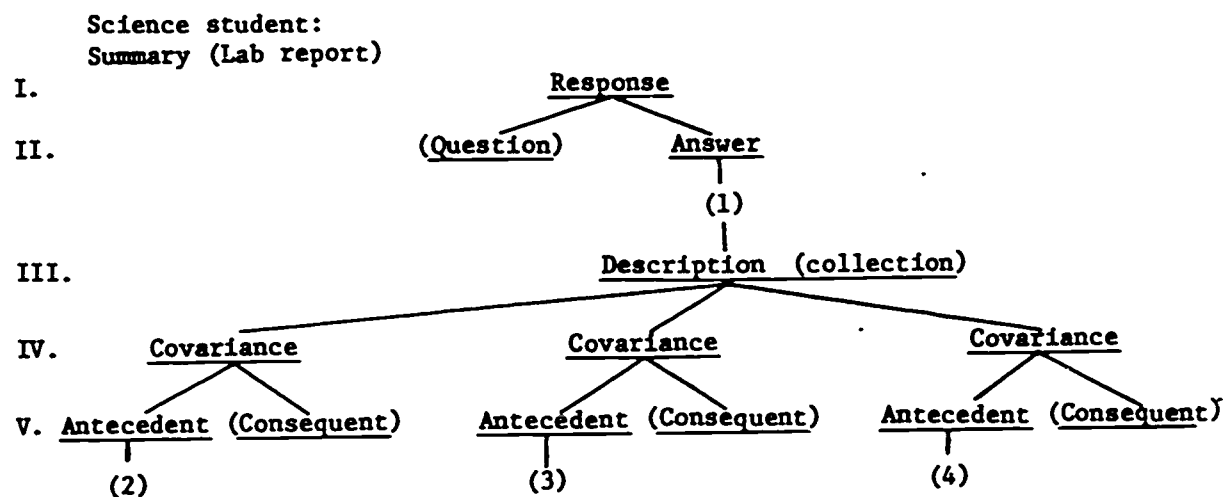 Science student:
Summary (Lab report)
I. Response
II. (Question) Answer
(1)
III. Description (collection)
IV. Covariance Covariance Covariance
V. Antecedent (Consequent) Antecedent (Consequent) Antecedent (Consequent)
(2) (3) (4)